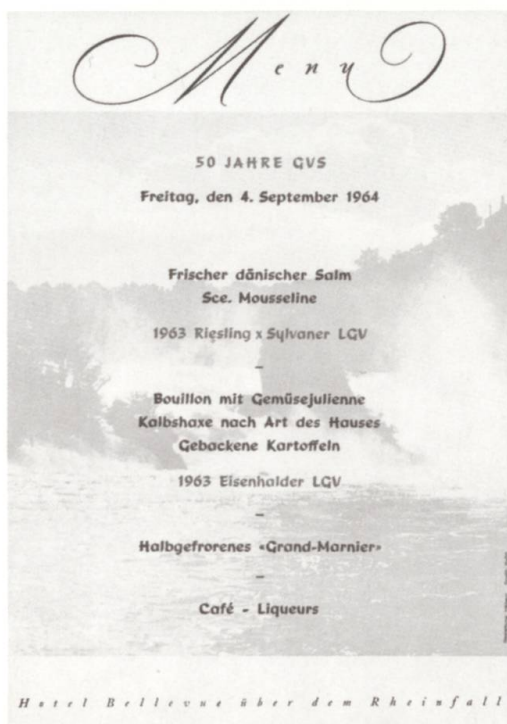 Menu
50 JAHRE GVS
Freitag, den 4. September 1964
Frischer dänischer Salm
Sce. Mousseline
1963 Riesling x Sylvaner LGV
–
Bouillon mit Gemüsejulienne
Kalbshaxe nach Art des Hauses
Gebackene Kartoffeln
1963 Eisenhalder LGV
–
Halbgefrorenes «Grand-Marnier»
–
Café - Liqueurs
Hotel Bellevue über dem Rheinfall